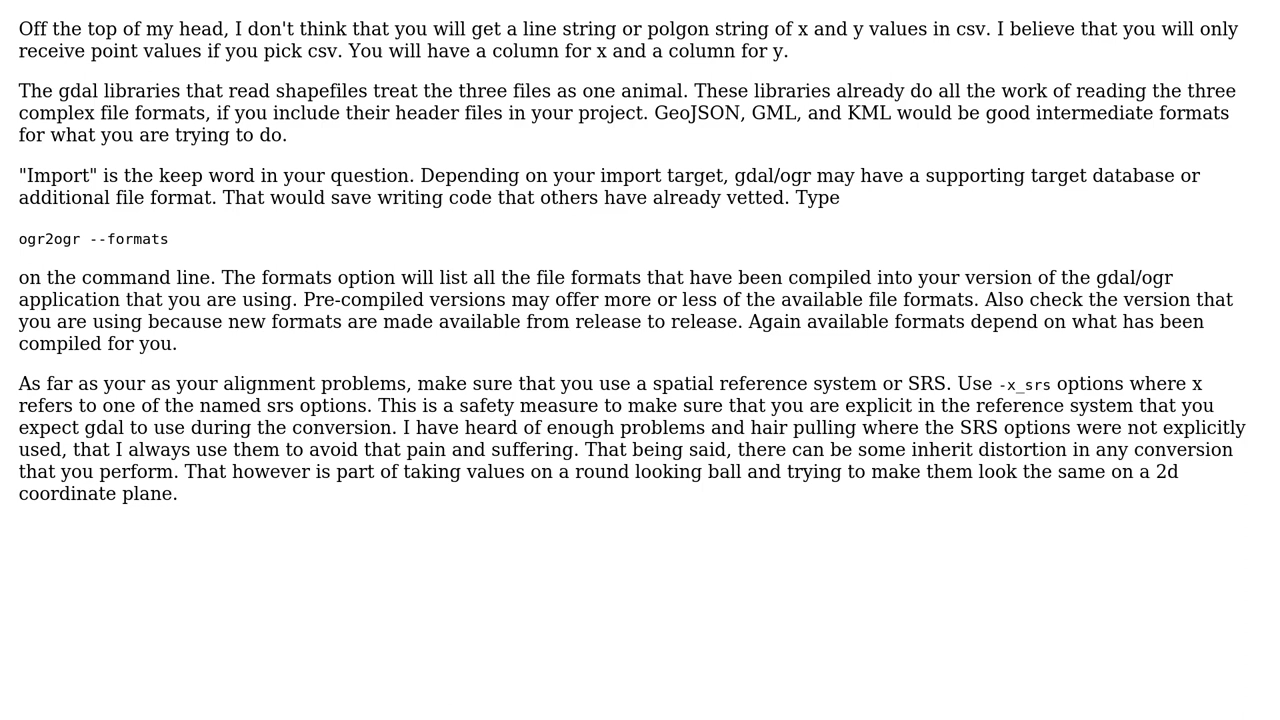 Off the top of my head, I don't think that you will get a line string or polgon string of x and y values in csv. I believe that you will only
receive point values if you pick csv. You will have a column for x and a column for y.
The gdal libraries that read shapefiles treat the three files as one animal. These libraries already do all the work of reading the three
complex file formats, if you include their header files in your project. GeoJSON, GML, and KML would be good intermediate formats
for what you are trying to do.
"Import" is the keep word in your question. Depending on your import target, gdal/ogr may have a supporting target database or
additional file format. That would save writing code that others have already vetted. Type
ogr2ogr --formats
on the command line. The formats option will list all the file formats that have been compiled into your version of the gdal/ogr
application that you are using. Pre-compiled versions may offer more or less of the available file formats. Also check the version that
you are using because new formats are made available from release to release. Again available formats depend on what has been
compiled for you.
As far as your as your alignment problems, make sure that you use a spatial reference system or SRS. Use -x_srs options where x
refers to one of the named srs options. This is a safety measure to make sure that you are explicit in the reference system that you
expect gdal to use during the conversion. I have heard of enough problems and hair pulling where the SRS options were not explicitly
used, that I always use them to avoid that pain and suffering. That being said, there can be some inherit distortion in any conversion
that you perform. That however is part of taking values on a round looking ball and trying to make them look the same on a 2d
coordinate plane.